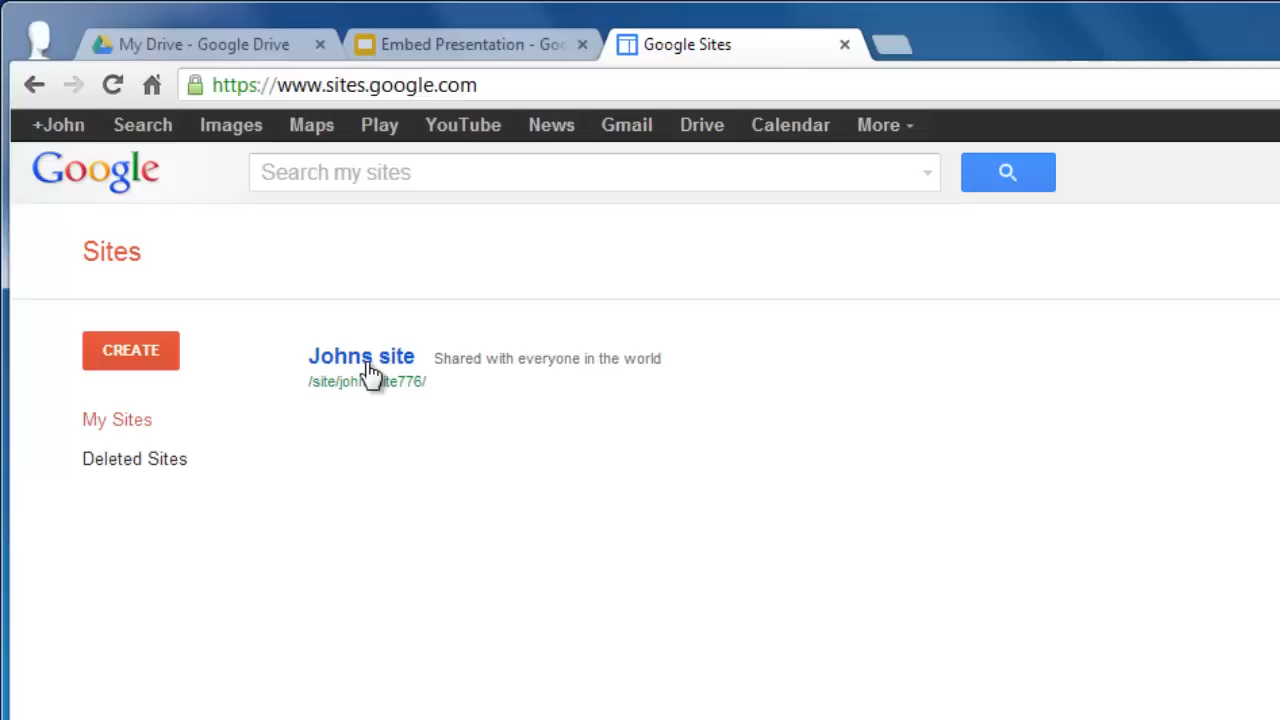 My Drive - Google Drive
Embed Presentation - Goo
Google Sites
https://www.sites.google.com
+John Search Images Maps Play YouTube News Gmail Drive Calendar More
Google
Search my sites
Sites
CREATE
Johns site Shared with everyone in the world
My Sites
Deleted Sites